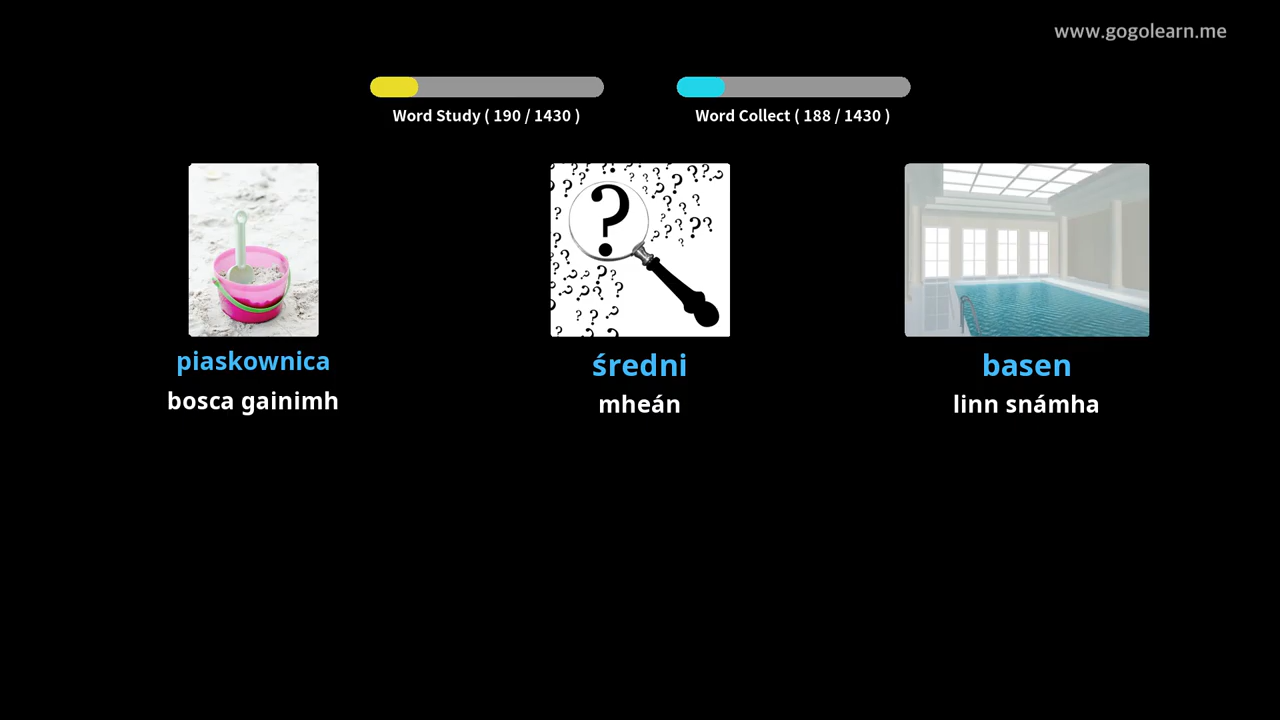 www.gogolearn.me
Word Study ( 190 / 1430 )
Word Collect ( 188 / 1430 )
piaskownica
bosca gainimh
średni
mheán
basen
linn snámha